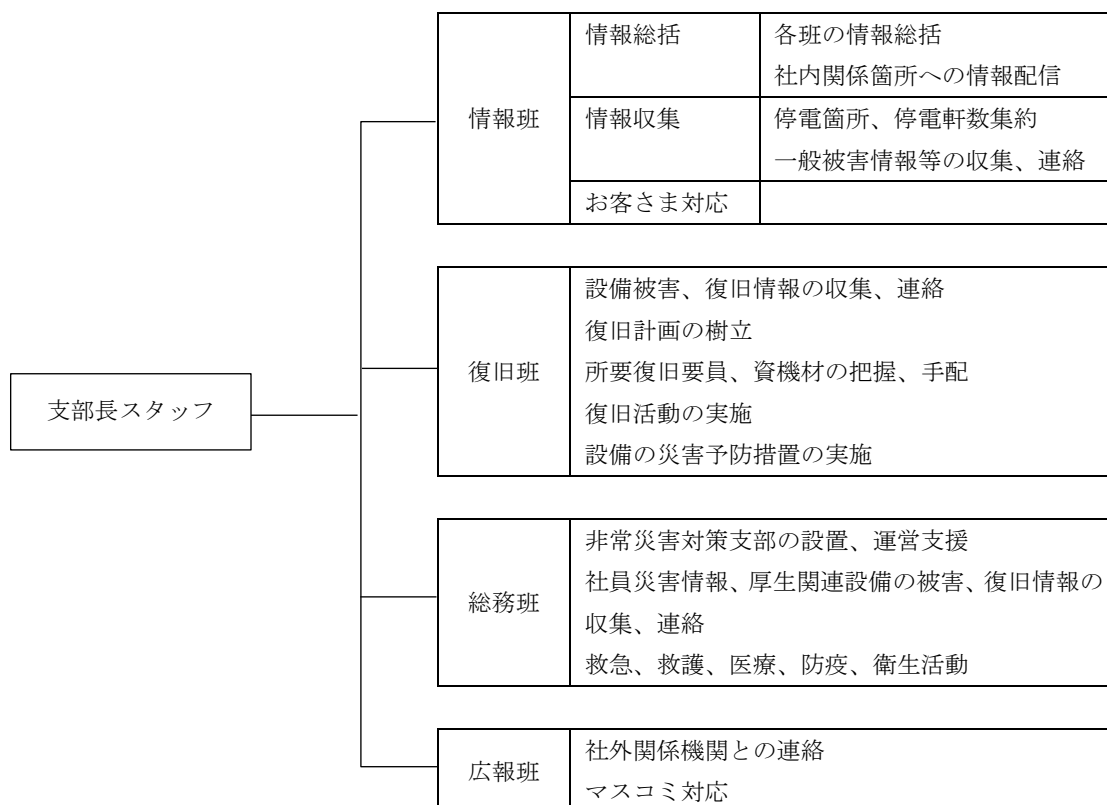 支部長スタッフ
情報班
情報総括
各班の情報総括
社内関係箇所への情報配信
情報収集
停電箇所、停電軒数集約
一般被害情報等の収集、連絡
お客さま対応
復旧班
設備被害、復旧情報の収集、連絡
復旧計画の樹立
所要復旧要員、資機材の把握、手配
復旧活動の実施
設備の災害予防措置の実施
総務班
非常災害対策支部の設置、運営支援
社員災害情報、厚生関連設備の被害、復旧情報の
収集、連絡
救急、救護、医療、防疫、衛生活動
広報班
社外関係機関との連絡
マスコミ対応